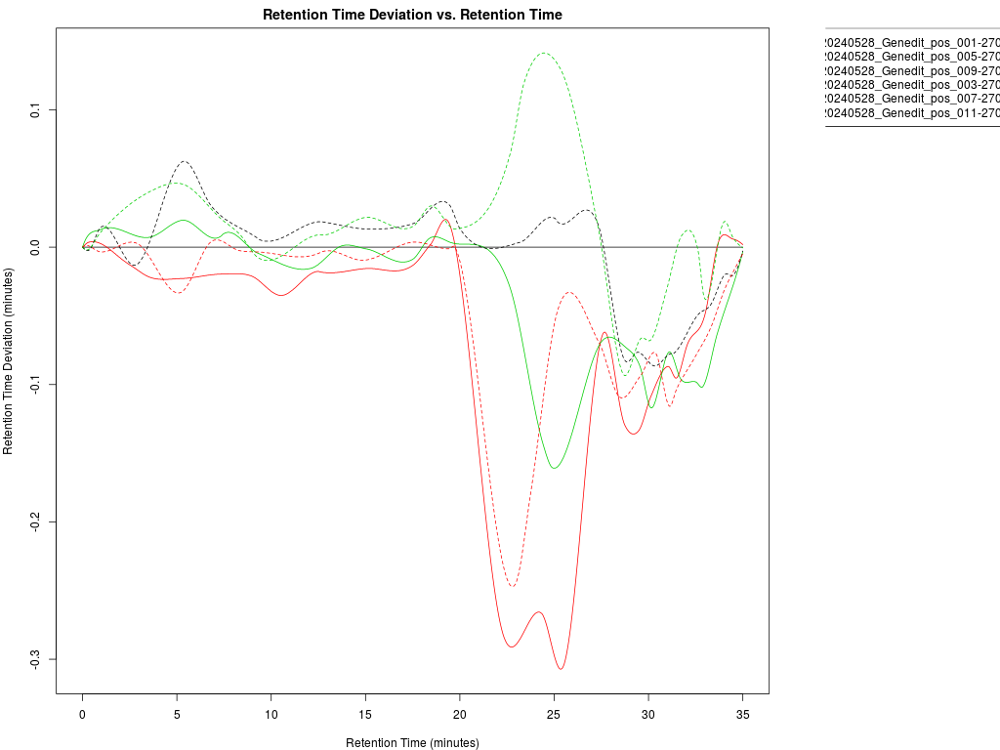 Retention Time Deviation vs. Retention Time
20240528_Genedit_pos_001-270
20240528_Genedit_pos_005-270
20240528_Genedit_pos_009-270
20240528_Genedit_pos_003-270
20240528_Genedit_pos_007-270
20240528_Genedit_pos_011-270
Retention Time Deviation (minutes)
0.1
0.0
-0.1
-0.2
-0.3
0 5 10 15 20 25 30 35
Retention Time (minutes)